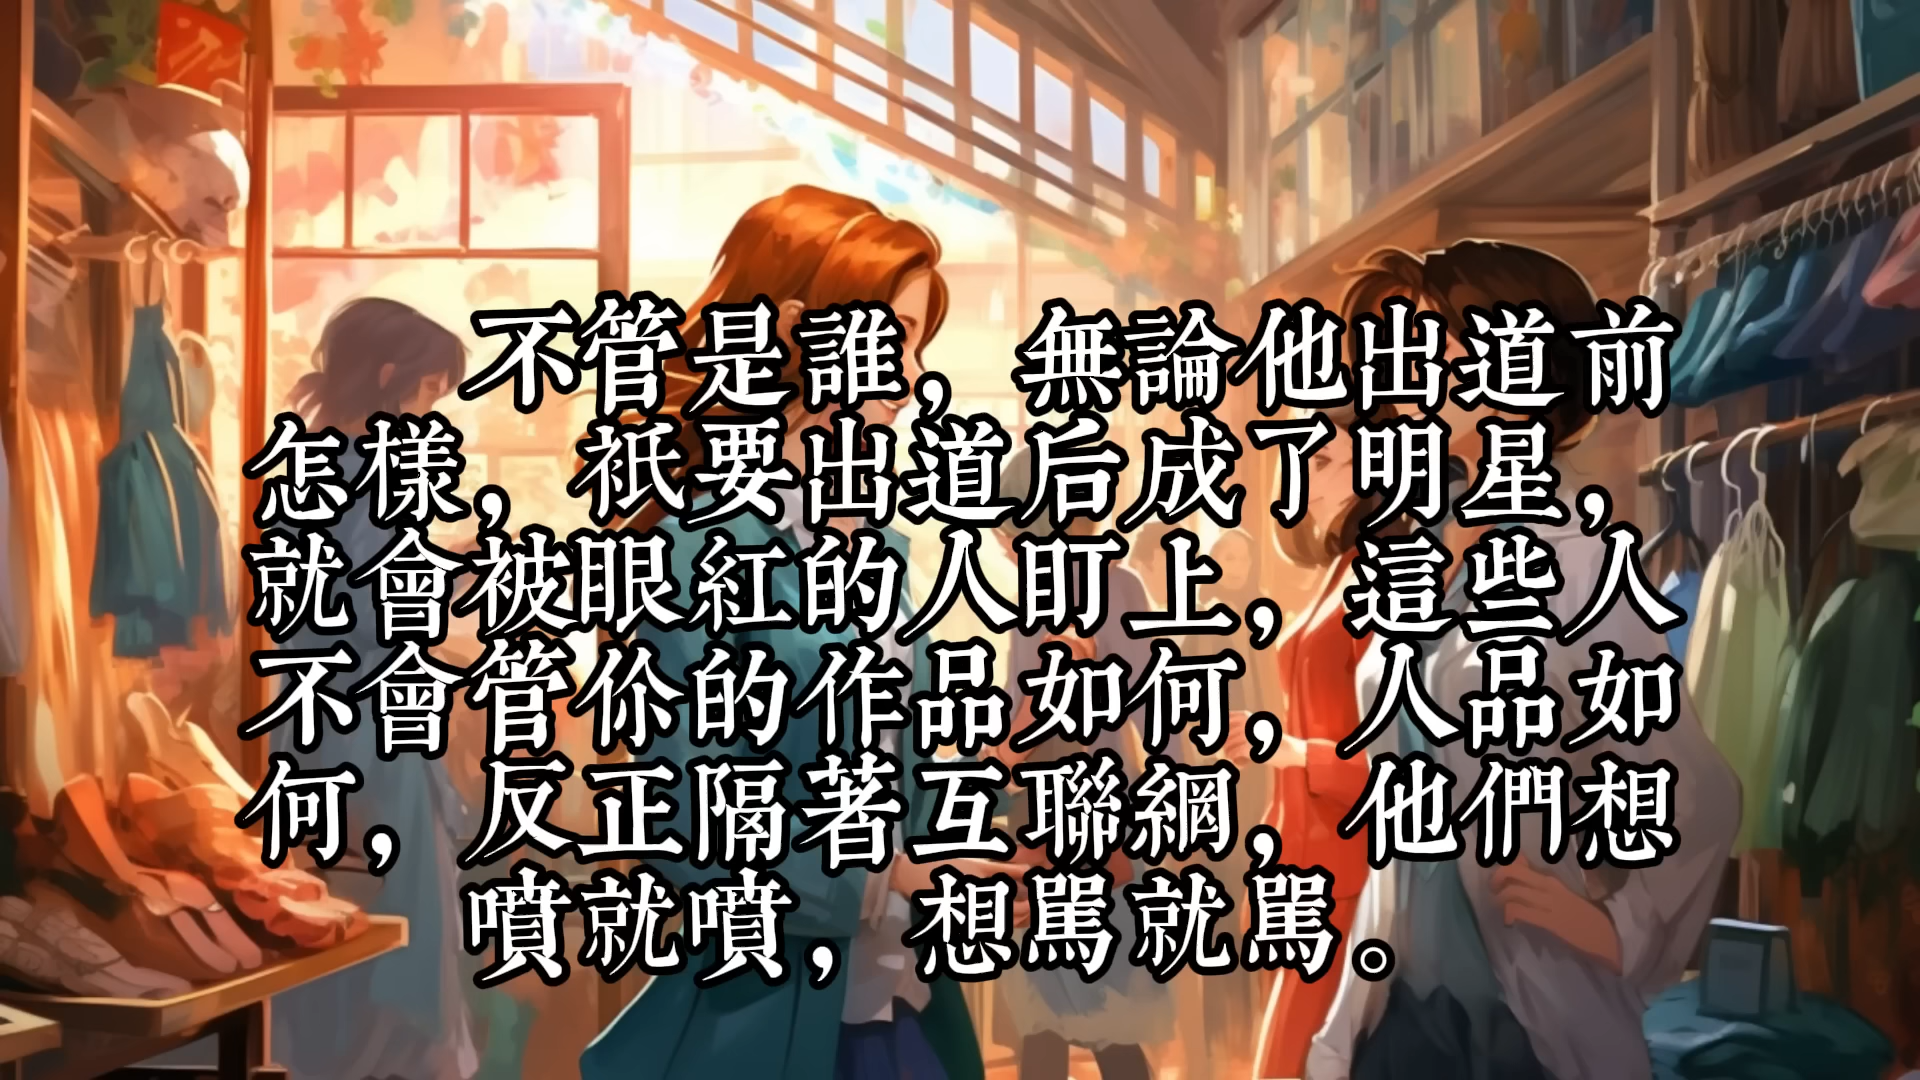 不管是誰，無論他出道前
怎樣，祇要出道后成了明星，
就會被眼紅的人盯上，這些人
不會管你的作品如何，人品如
何，反正隔著互聯網，他們想
噴就噴，想駡就駡。